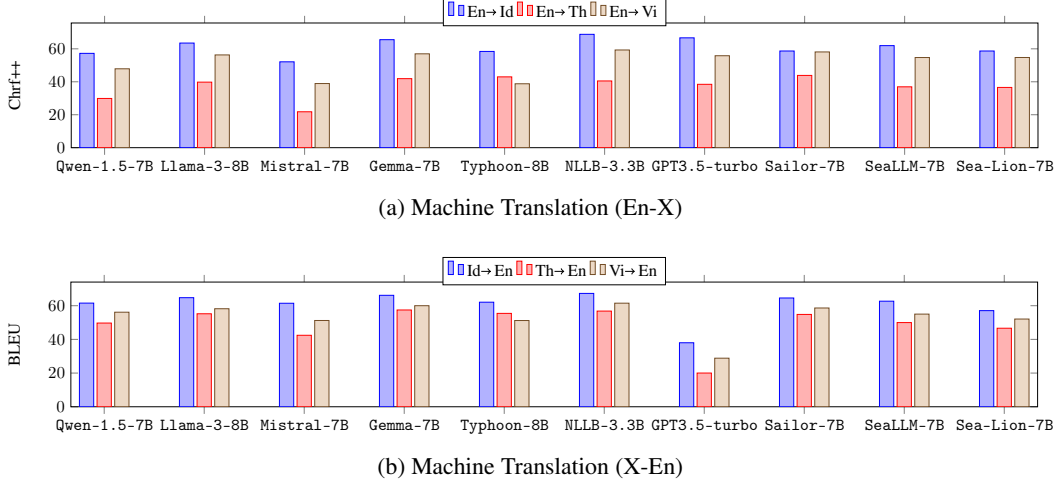 En→Id En→Th En→Vi
60
40
20
0
Chrf++
Qwen-1.5-7B Llama-3-8B Mistral-7B Gemma-7B Typhoon-8B NLLB-3.3B GPT3.5-turbo Sailor-7B SeaLLM-7B Sea-Lion-7B
(a) Machine Translation (En-X)
Id→En Th→En Vi→En
60
40
20
0
BLEU
Qwen-1.5-7B Llama-3-8B Mistral-7B Gemma-7B Typhoon-8B NLLB-3.3B GPT3.5-turbo Sailor-7B SeaLLM-7B Sea-Lion-7B
(b) Machine Translation (X-En)